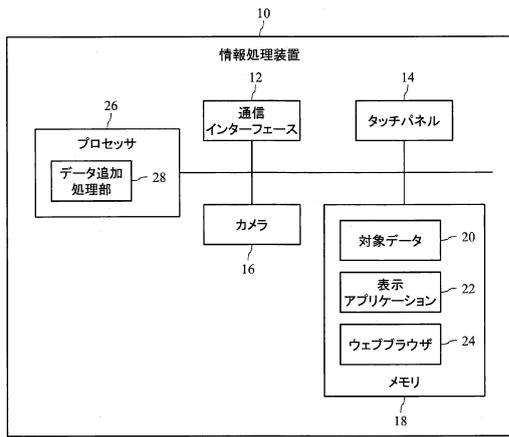 10
情報処理装置
26
12
14
プロセッサ
データ追加
処理部
28
通信
インターフェース
タッチパネル
カメラ
16
対象データ
20
表示
アプリケーション
22
ウェブブラウザ
24
メモリ
18